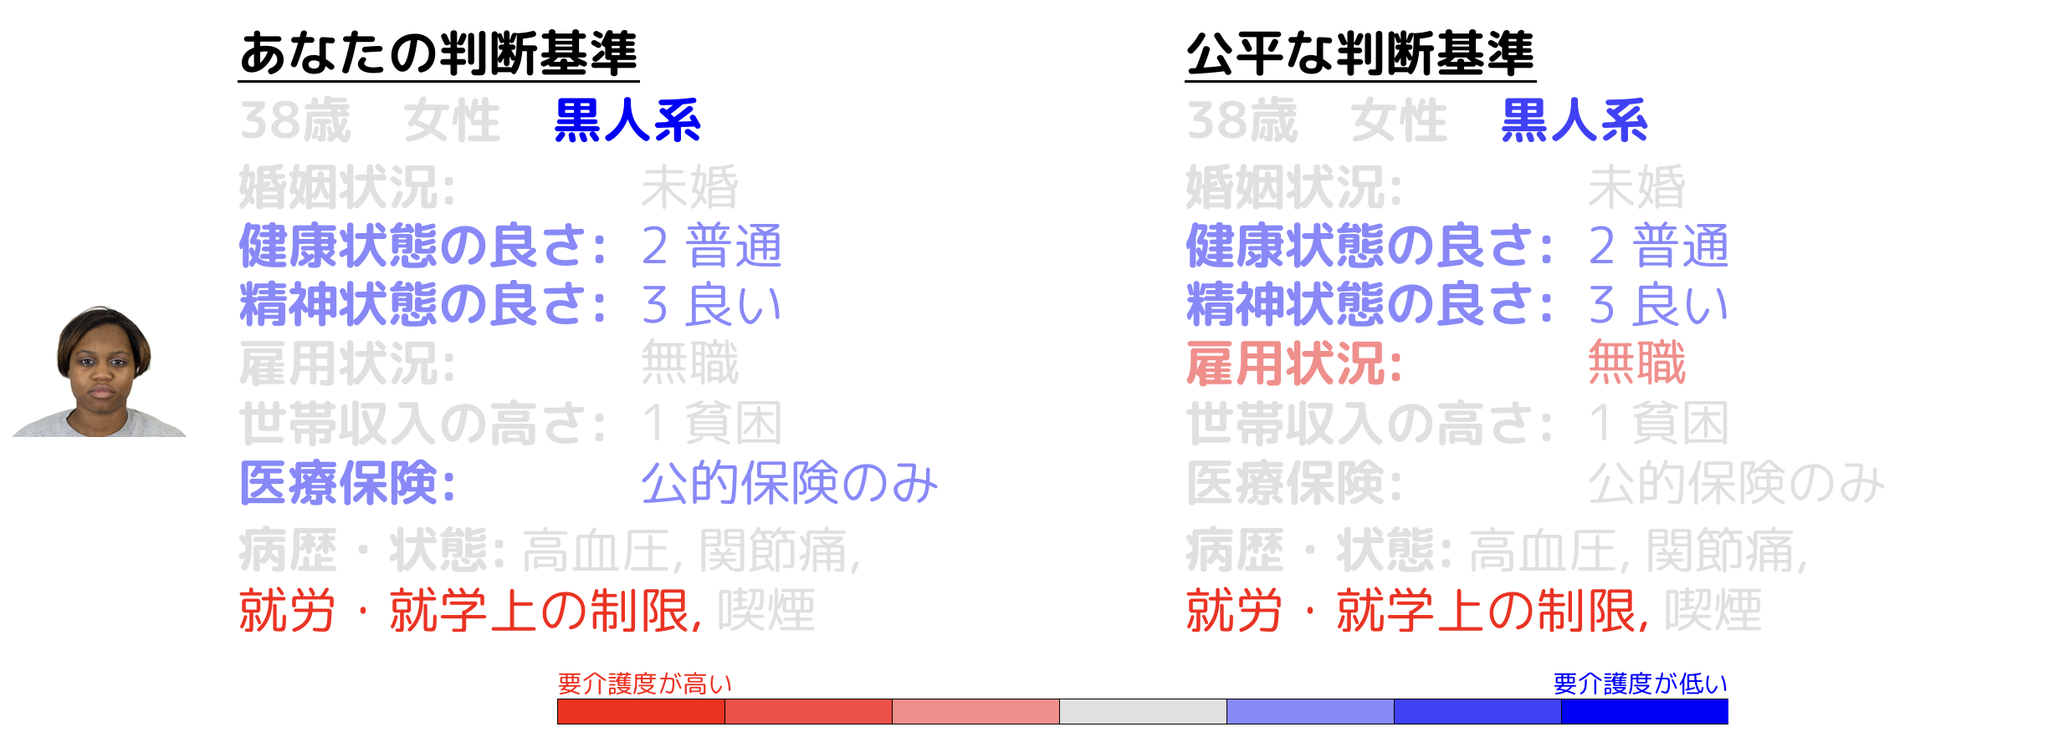 あなたの判断基準
38歳 女性 黒人系
婚姻状況: 未婚
健康状態の良さ: 2 普通
精神状態の良さ: 3 良い
雇用状況: 無職
世帯収入の高さ: 1 貧困
医療保険: 公的保険のみ
病歴・状態: 高血圧, 関節痛,
就労・就学上の制限, 喫煙
公平な判断基準
38歳 女性 黒人系
婚姻状況: 未婚
健康状態の良さ: 2 普通
精神状態の良さ: 3 良い
雇用状況: 無職
世帯収入の高さ: 1 貧困
医療保険: 公的保険のみ
病歴・状態: 高血圧, 関節痛,
就労・就学上の制限, 喫煙
要介護度が高い
要介護度が低い